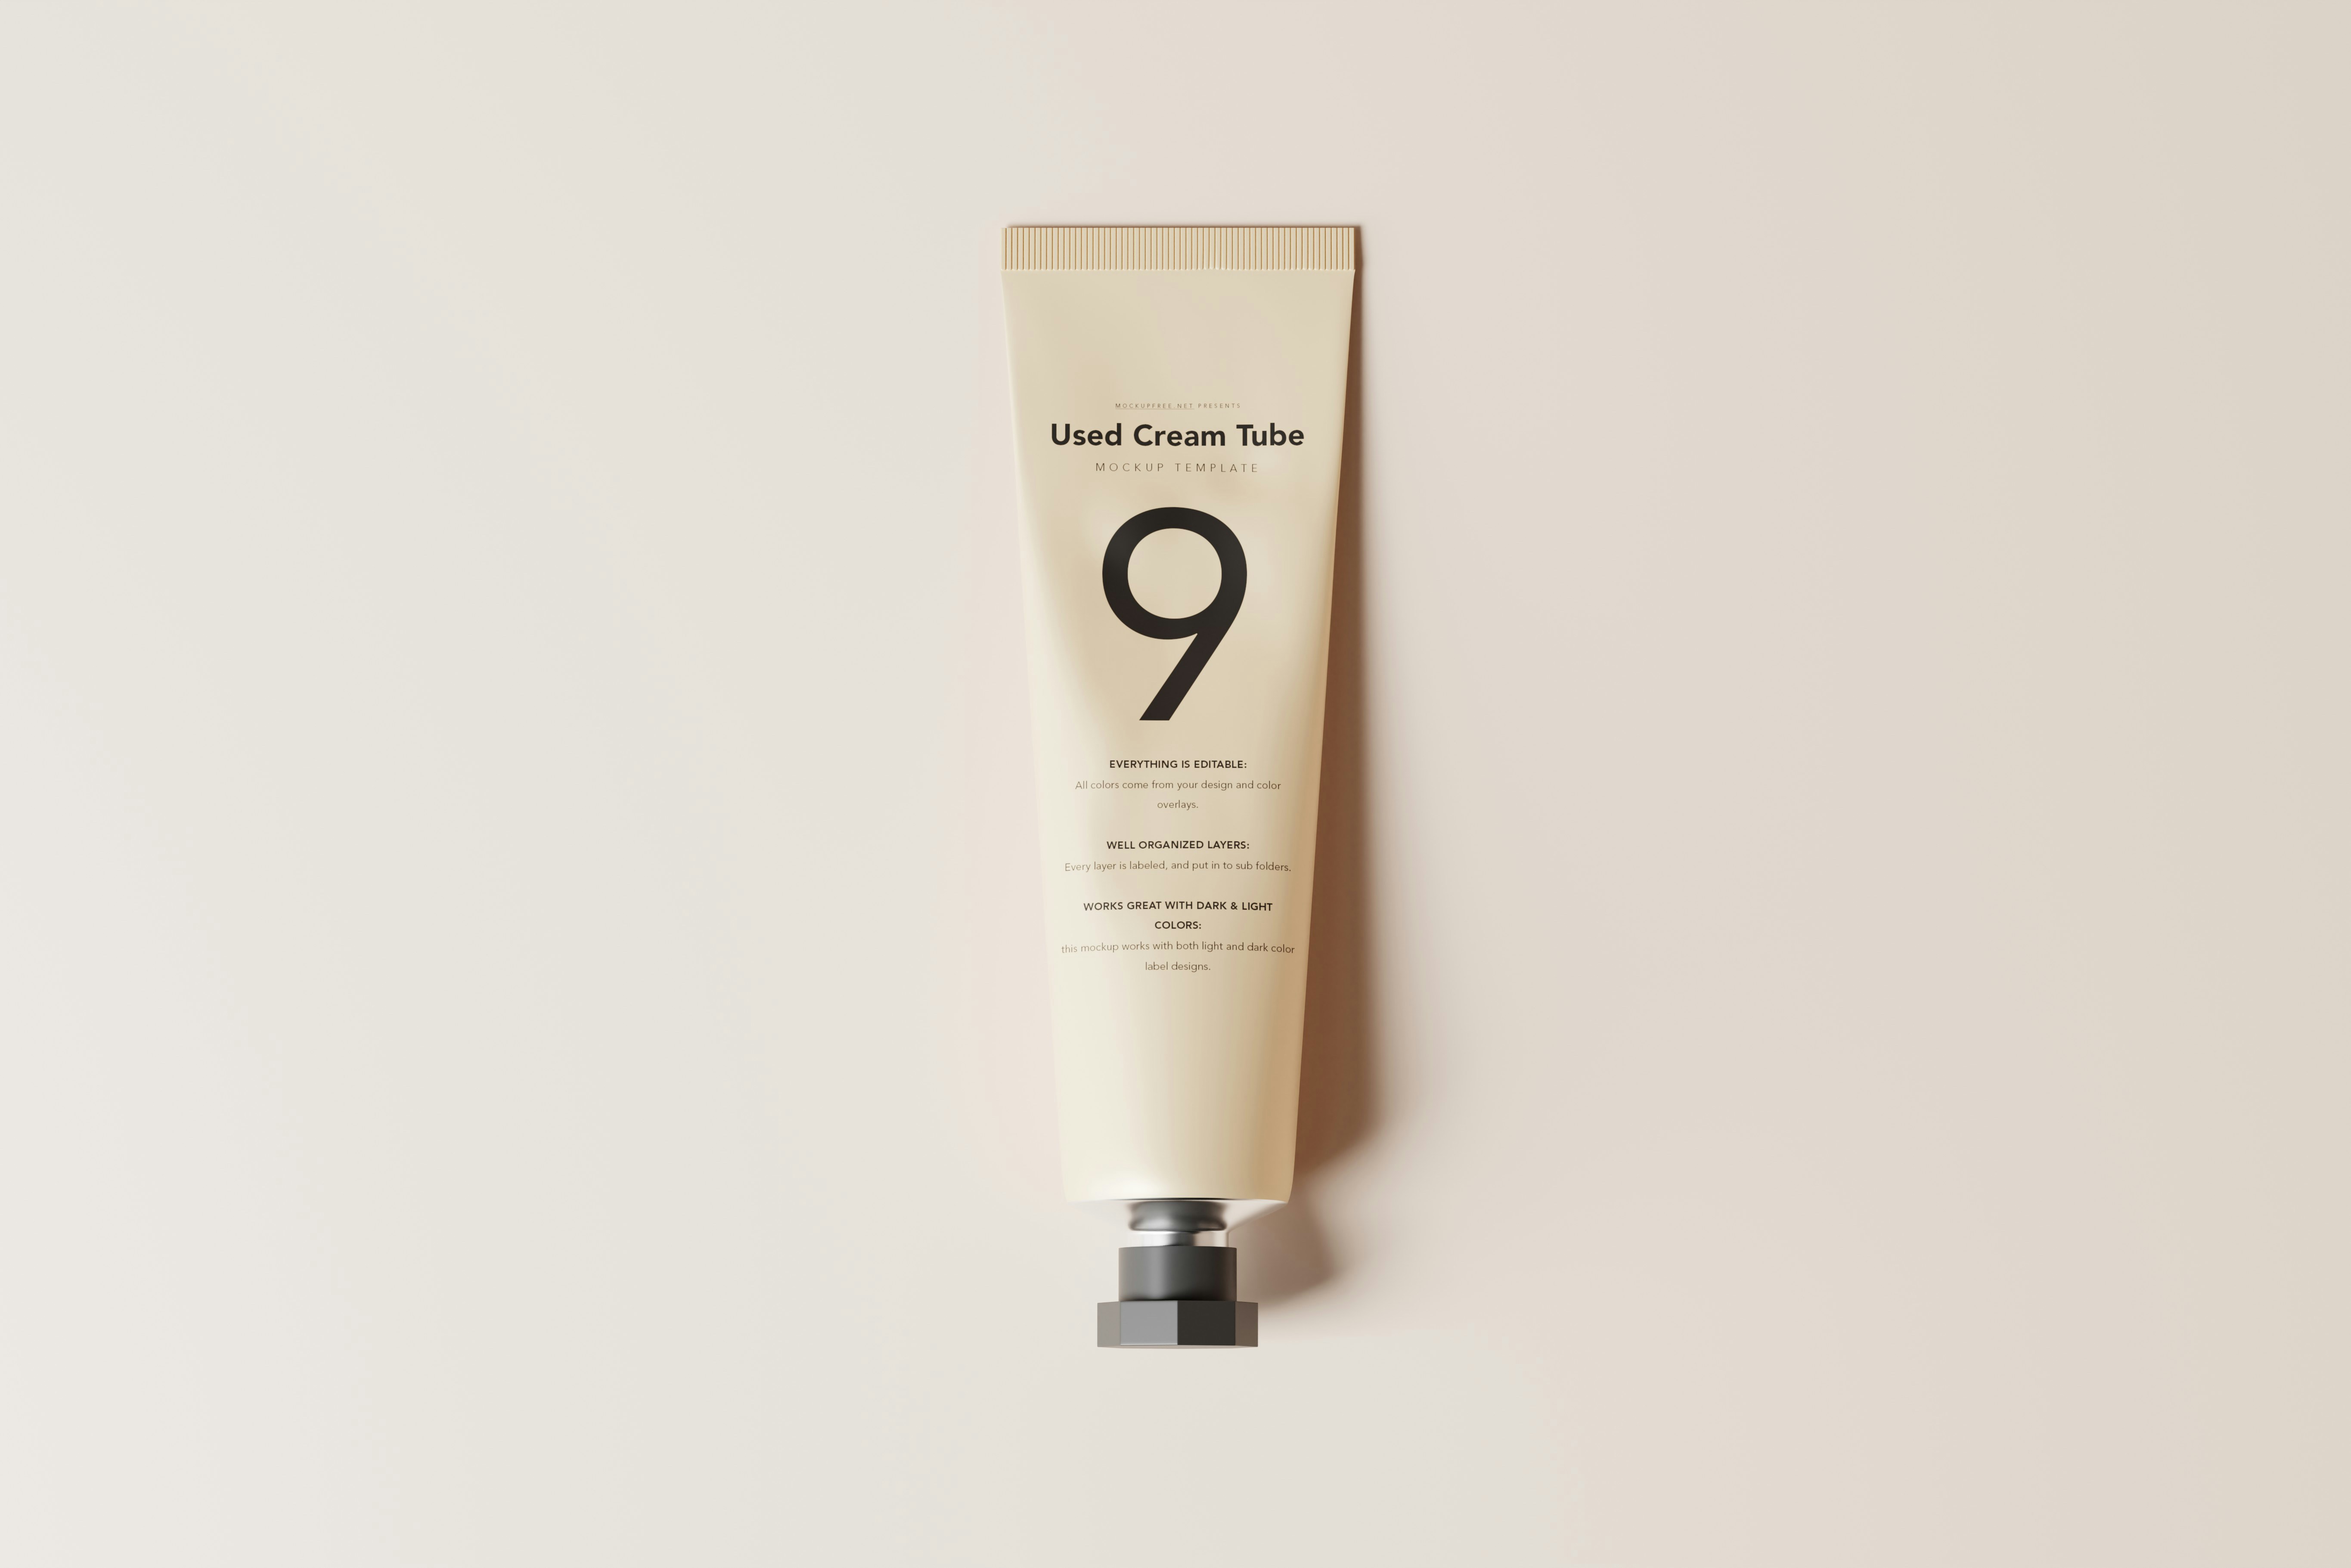 MOCKUPFREE.NET PRESENTS
Used Cream Tube
MOCKUP TEMPLATE
9
EVERYTHING IS EDITABLE:
All colors come from your design and color
overlays.
WELL ORGANIZED LAYERS:
Every layer is labeled, and put in to sub folders.
WORKS GREAT WITH DARK & LIGHT
COLORS:
this mockup works with both light and dark color
label designs.